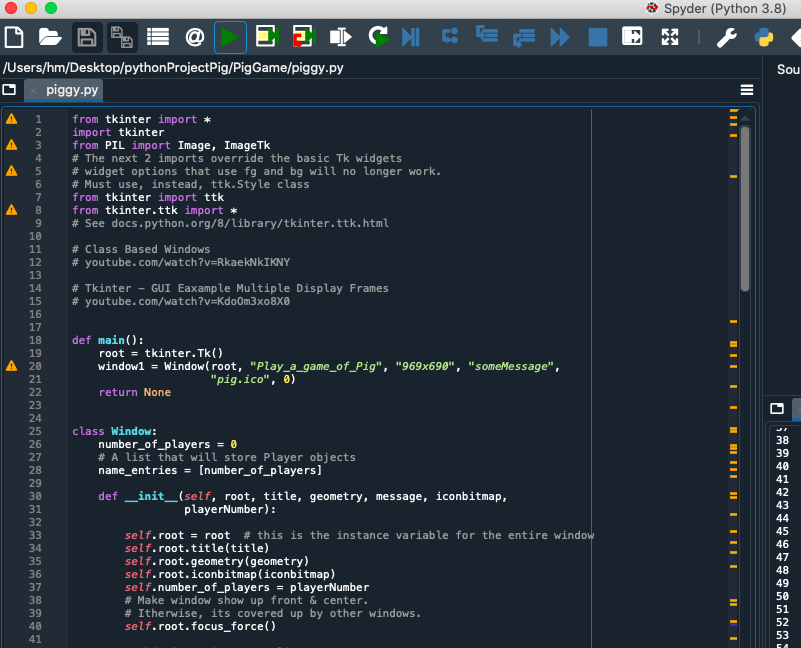 Spyder (Python 3.8)
/Users/hm/Desktop/pythonProjectPig/PigGame/piggy.py
Sou
piggy.py
1 from tkinter import *
2 import tkinter
3 from PIL import Image, ImageTk
4 # The next 2 imports override the basic Tk widgets
5 # widget options that use fg and bg will no longer work.
6 # Must use, instead, ttk.Style class
7 from tkinter import ttk
8 from tkinter.ttk import *
9 # See docs.python.org/8/library/tkinter.ttk.html
10
11 # Class Based Windows
12 # youtube.com/watch?v=RkaekNkIKNY
13
14 # Tkinter – GUI Eaxample Multiple Display Frames
15 # youtube.com/watch?v=KdoOm3xo8X0
16
17
18 def main():
19     root = tkinter.Tk()
20     window1 = Window(root, "Play_a_game_of_Pig", "969x690", "someMessage",
21                      "pig.ico", 0)
22     return None
23
24
25 class Window:
26     number_of_players = 0
27     # A list that will store Player objects
28     name_entries = [number_of_players]
29
30     def __init__(self, root, title, geometry, message, iconbitmap,
31                  playerNumber):
32
33         self.root = root  # this is the instance variable for the entire window
34         self.root.title(title)
35         self.root.geometry(geometry)
36         self.root.iconbitmap(iconbitmap)
37         self.number_of_players = playerNumber
38         # Make window show up front & center.
39         # Itherwise, its covered up by other windows.
40         self.root.focus_force()
41
37
38
39
40
41
42
43
44
45
46
47
48
49
50
51
52
53
54